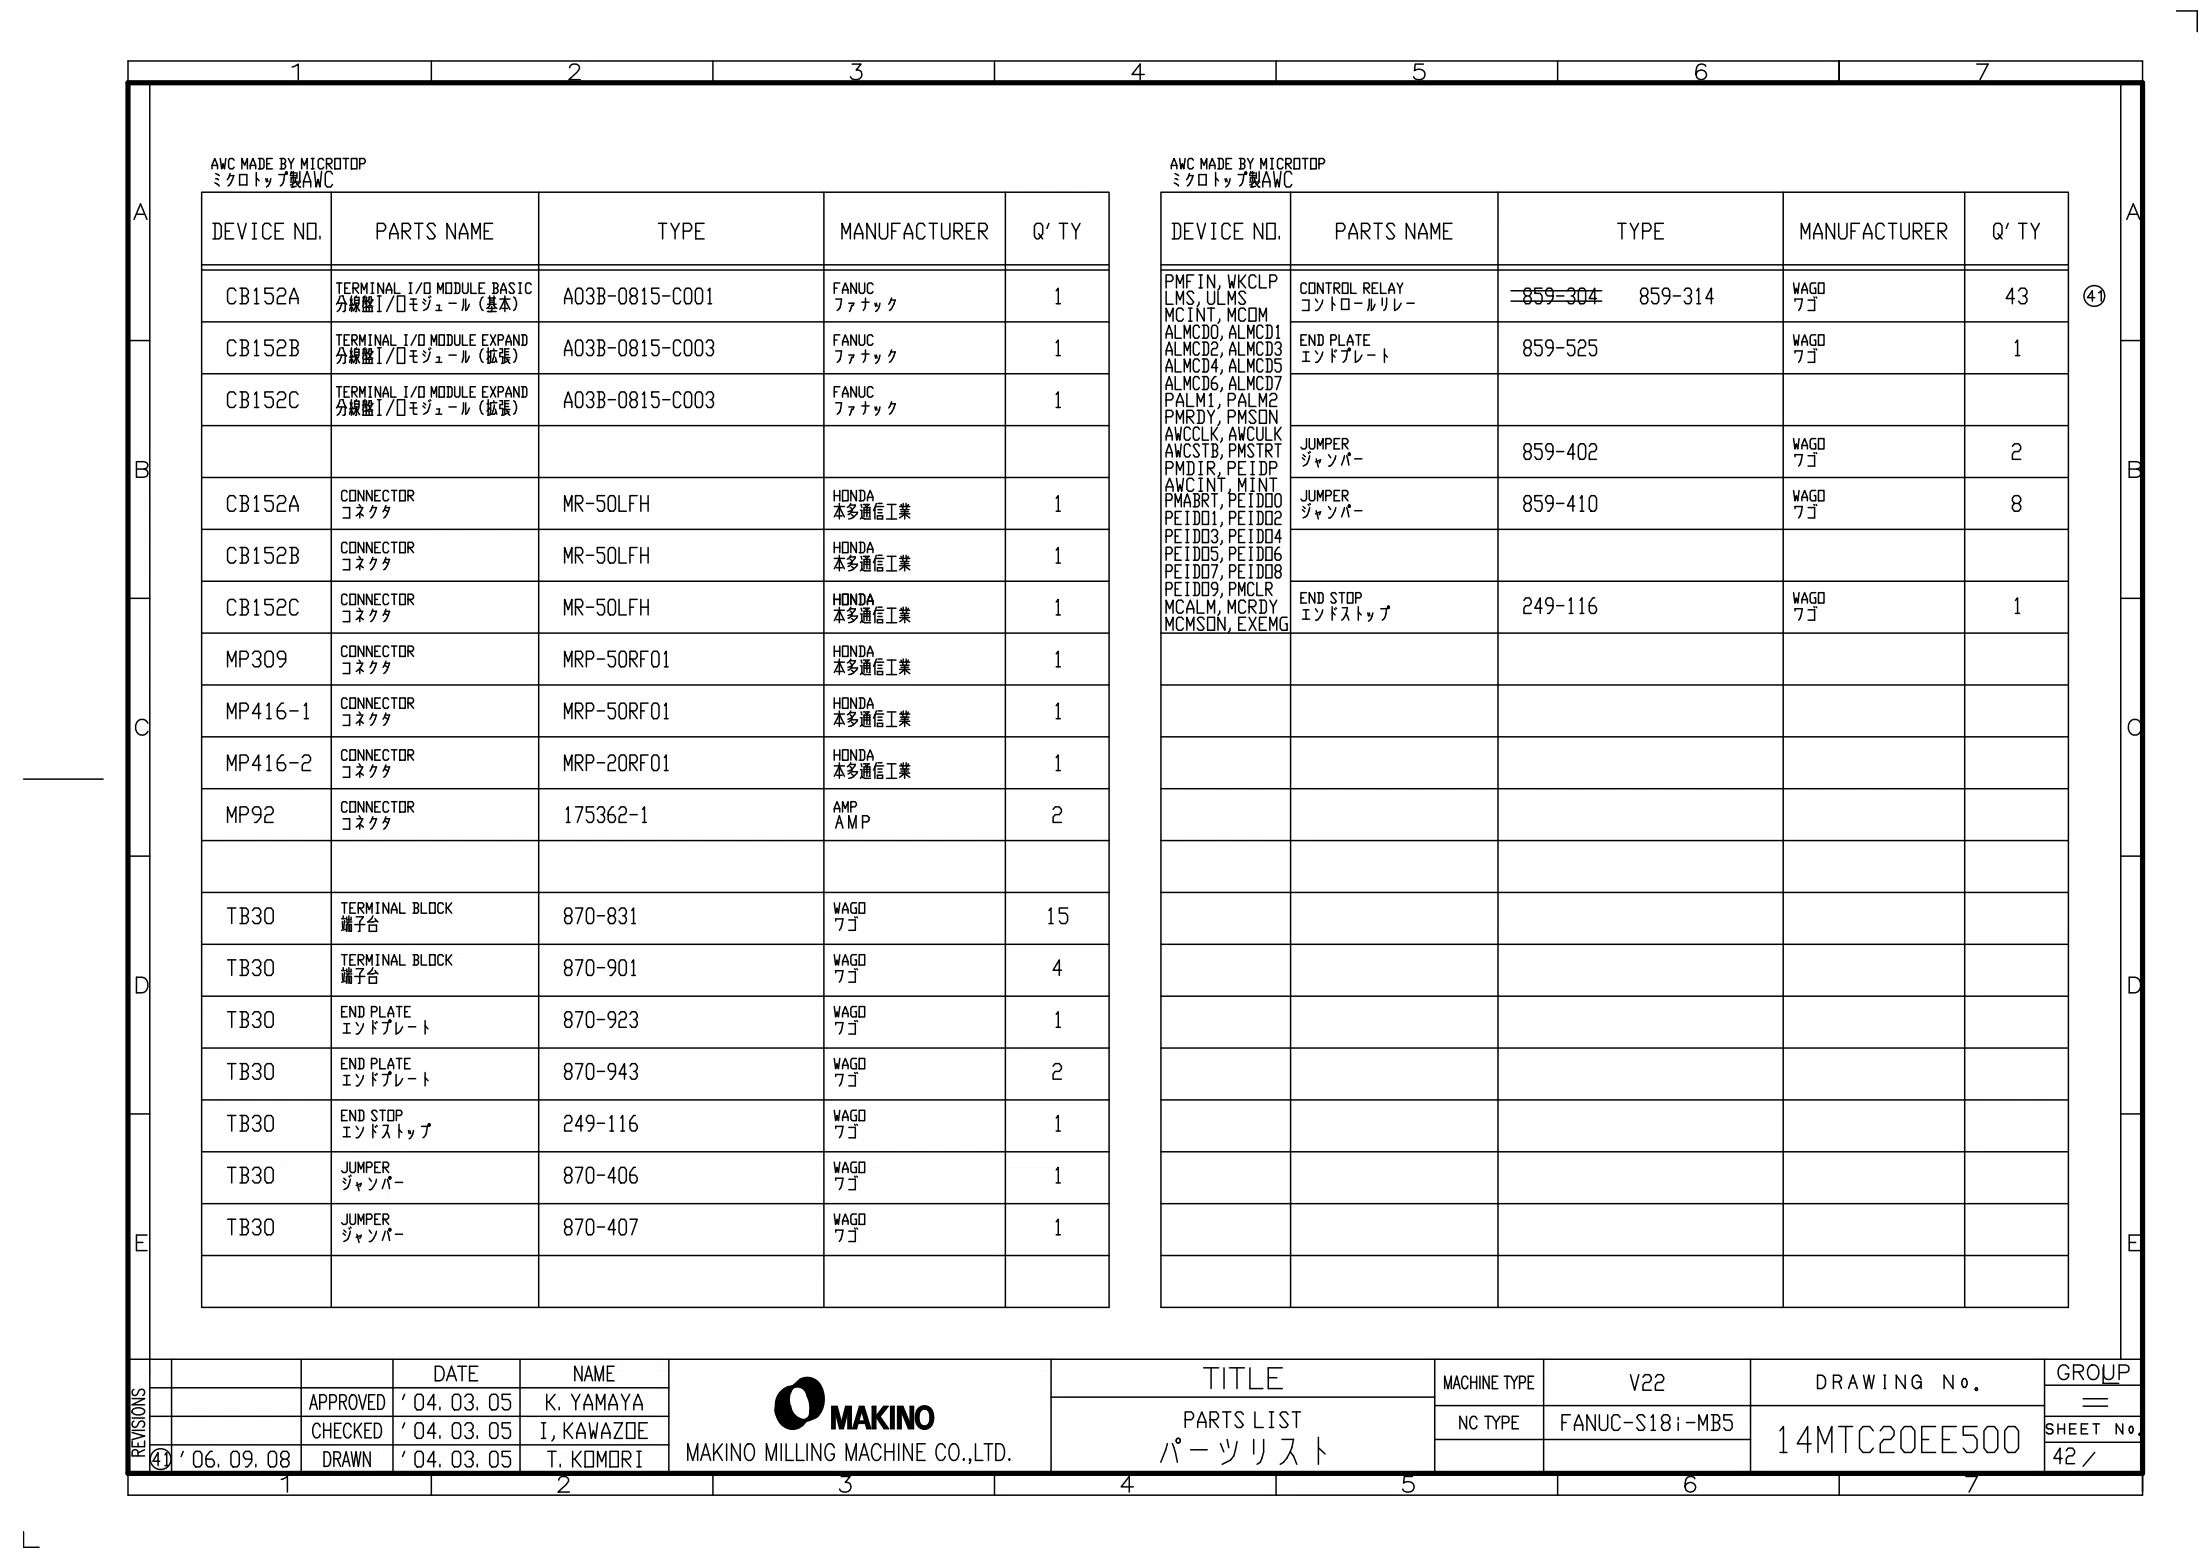 1 2 3 4 5 6 7
A
B
C
D
E
AWC MADE BY MICROTOP
ミクロトップ製AWC
DEVICE NO. PARTS NAME TYPE MANUFACTURER Q'TY
CB152A TERMINAL I/O MODULE BASIC A03B-0815-C001 FANUC 1
分線盤I/Oモジュール(基本) ファナック
CB152B TERMINAL I/O MODULE EXPAND A03B-0815-C003 FANUC 1
分線盤I/Oモジュール(拡張) ファナック
CB152C TERMINAL I/O MODULE EXPAND A03B-0815-C003 FANUC 1
分線盤I/Oモジュール(拡張) ファナック
CB152A CONNECTOR MR-50LFH HONDA 1
コネクタ 本多通信工業
CB152B CONNECTOR MR-50LFH HONDA 1
コネクタ 本多通信工業
CB152C CONNECTOR MR-50LFH HONDA 1
コネクタ 本多通信工業
MP309 CONNECTOR MRP-50RF01 HONDA 1
コネクタ 本多通信工業
MP416-1 CONNECTOR MRP-50RF01 HONDA 1
コネクタ 本多通信工業
MP416-2 CONNECTOR MRP-20RF01 HONDA 1
コネクタ 本多通信工業
MP92 CONNECTOR 175362-1 AMP 2
コネクタ AMP
TB30 TERMINAL BLOCK 870-831 WAGO 15
端子台 ワゴ
TB30 TERMINAL BLOCK 870-901 WAGO 4
端子台 ワゴ
TB30 END PLATE 870-923 WAGO 1
エンドプレート ワゴ
TB30 END PLATE 870-943 WAGO 2
エンドプレート ワゴ
TB30 END STOP 249-116 WAGO 1
エンドストップ ワゴ
TB30 JUMPER 870-406 WAGO 1
ジャンパー ワゴ
TB30 JUMPER 870-407 WAGO 1
ジャンパー ワゴ
AWC MADE BY MICROTOP
ミクロトップ製AWC
DEVICE NO. PARTS NAME TYPE MANUFACTURER Q'TY
PMFIN, WKCLP
LMS, ULMS
MCINT, MCOM
ALMCD0, ALMCD1
ALMCD2, ALMCD3
ALMCD4, ALMCD5
ALMCD6, ALMCD7
PALM1, PALM2
PMRDY, PMSON
AWCCLK, AWCULK
AWCSTB, PMSTRT
PMDIR, PEIDP
AWCINT, MINT
PMABRT, PEIDO0
PEIDO1, PEIDO2
PEIDO3, PEIDO4
PEIDO5, PEIDO6
PEIDO7, PEIDO8
PEIDO9, PMCLR
MCALM, MCRDY
MCMSON, EXEMG
CONTROL RELAY 859-304 859-314 WAGO 43 41
コントロールリレー ワゴ
END PLATE 859-525 WAGO 1
エンドプレート ワゴ
JUMPER 859-402 WAGO 2
ジャンパー ワゴ
JUMPER 859-410 WAGO 8
ジャンパー ワゴ
END STOP 249-116 WAGO 1
エンドストップ ワゴ
A
B
C
D
E
REVISIONS
DATE NAME
APPROVED '04.03.05 K. YAMAYA
CHECKED '04.03.05 I, KAWAZOE
41 '06.09.08 DRAWN '04.03.05 T. KOMORI
MAKINO
MAKINO MILLING MACHINE CO.,LTD.
TITLE
PARTS LIST
パーツリスト
MACHINE TYPE V22
NC TYPE FANUC-S18i-MB5
DRAWING No.
14MTC20EE500
GROUP
=
SHEET No.
42/
1 2 3 4 5 6 7